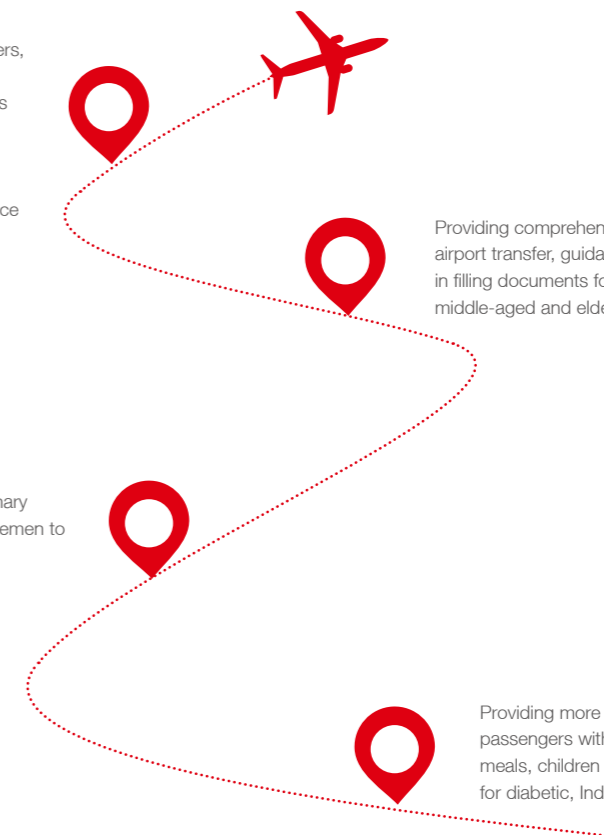 ers,
s
ce
Providing comprehen
airport transfer, guida
in filling documents fo
middle-aged and elde
nary
emen to
Providing more
passengers with
meals, children
for diabetic, Ind